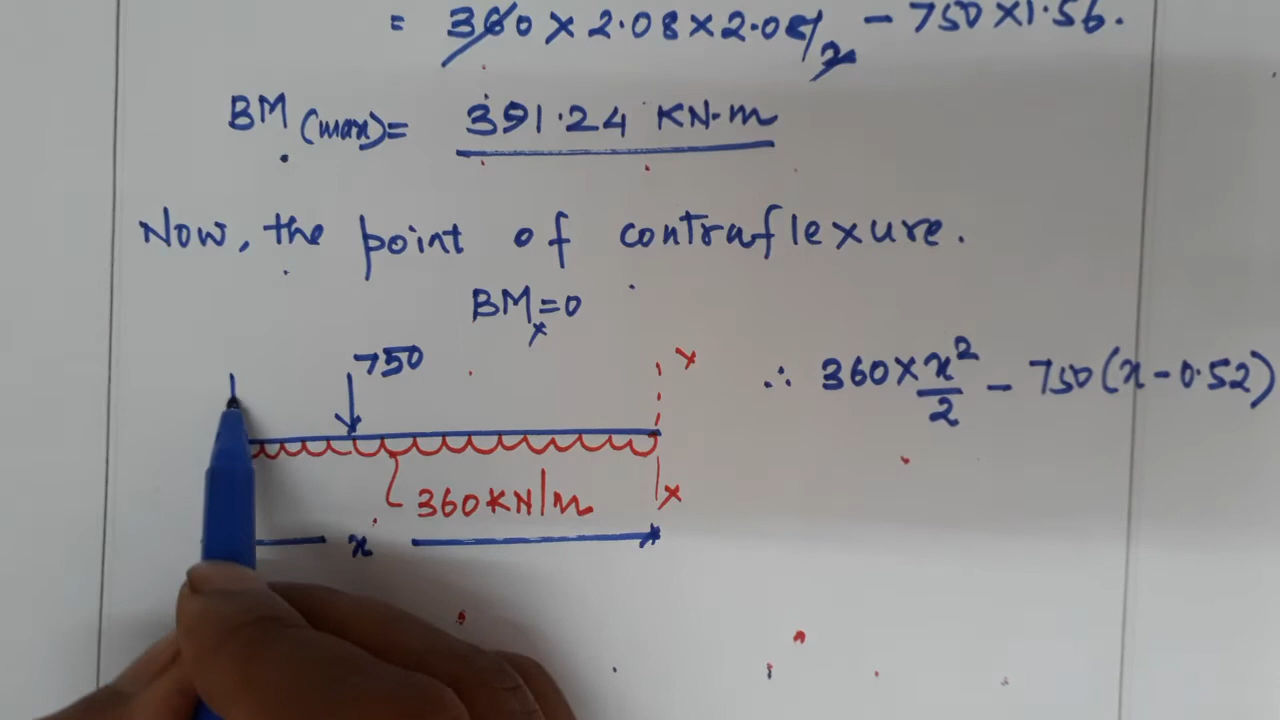 = 360 × 2.08 × 2.08/2 - 750 × 1.56.
BM (max) = 391.24 KN.m
Now, the point of contraflexure.
BMx = 0
750
x
∴ 360 × x²/2 - 750 (x - 0.52)
360 KN/m
x
x